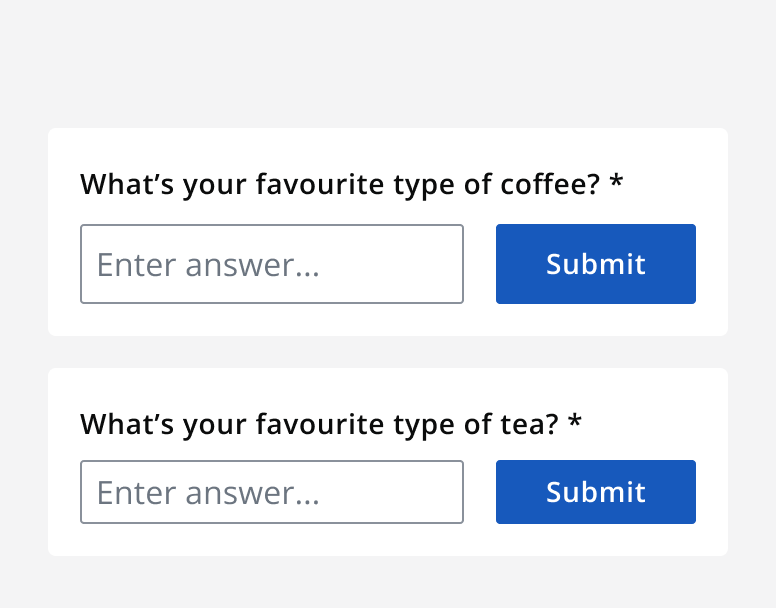 What’s your favourite type of coffee? *
Enter answer... Submit
What’s your favourite type of tea? *
Enter answer... Submit